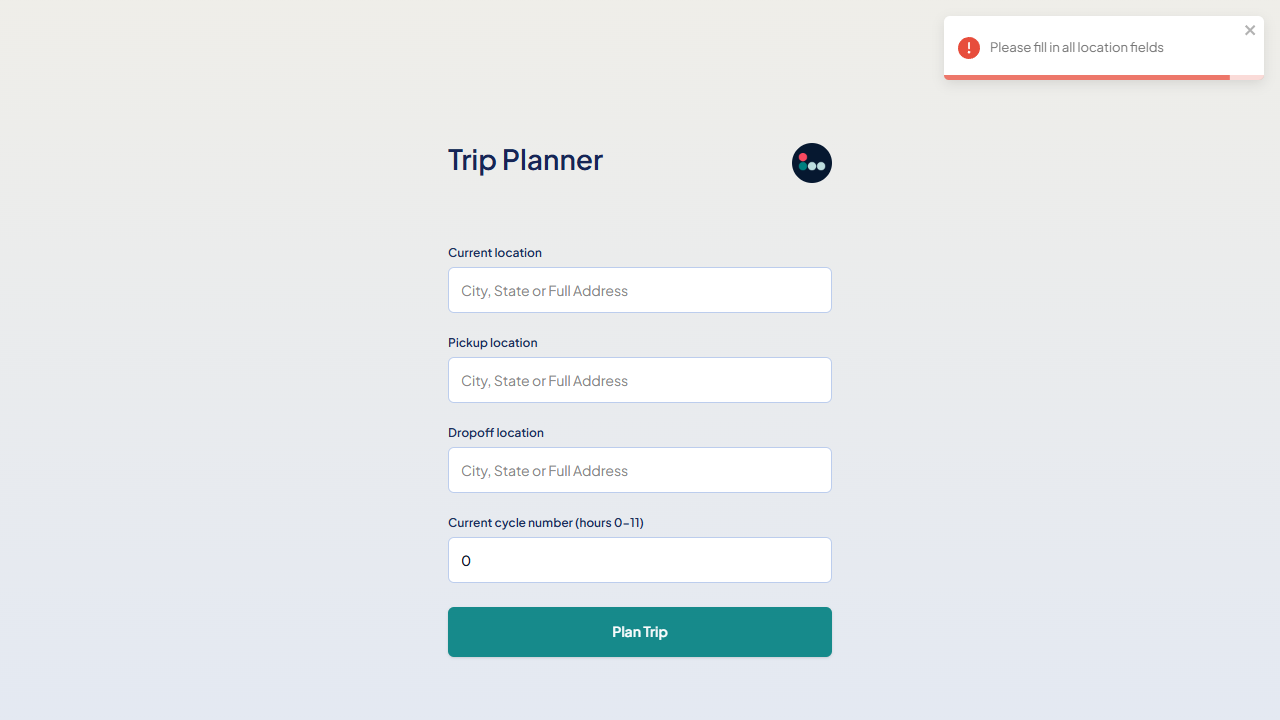 Please fill in all location fields
Trip Planner
Current location
City, State or Full Address
Pickup location
City, State or Full Address
Dropoff location
City, State or Full Address
Current cycle number (hours 0-11)
0
Plan Trip